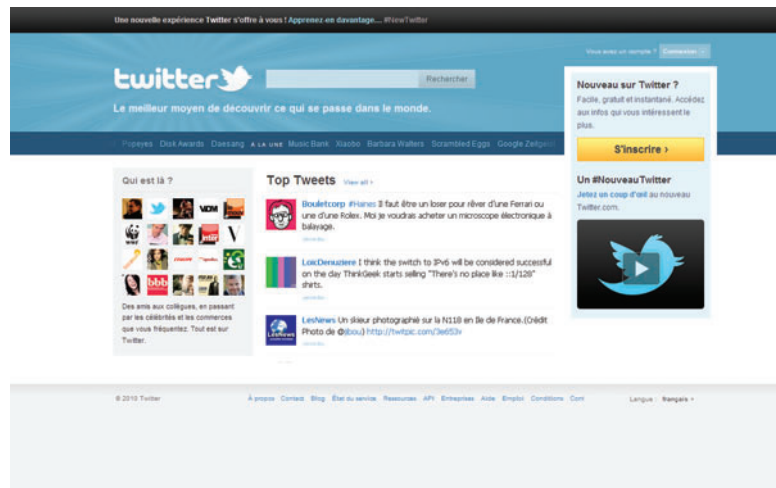 Une nouvelle expérience Twitter s'offre à vous ! Apprenez-en davantage... #NewTwitter
Vous avez un compte ? Connexion
twitter
Rechercher
Le meilleur moyen de découvrir ce qui se passe dans le monde.
Popeyes Dioit Awards Daesang A LA UNE Music Bank Xiaobo Barbara Walters Scrambled Eggs Google Zeitgeist
Nouveau sur Twitter ?
Facile, gratuit et instantané. Accédez
aux infos qui vous intéressent le
plus.
S'inscrire ›
Un #NouveauTwitter
Jetez un coup d'œil au nouveau
Twitter.com.
Qui est là ?
WWF
VDM
inter
V
bbb
Des amis aux collègues, en passant
par les célébrités et les commerces
que vous fréquentez. Tout est sur
Twitter.
Top Tweets View all ›
Bouletcorp #Hanes Il faut être un loser pour rêver d'une Ferrari ou
une d'une Rolex. Moi je voudrais acheter un microscope électronique à
balayage.
LoicDenuziere I think the switch to IPv6 will be considered successful
on the day ThinkGeek starts selling "There's no place like ::1/128"
shirts.
LesNews
LesNews Un skieur photographié sur la N118 en Ile de France.(Crédit
Photo de @jbou) http://twitpic.com/3e653v
© 2010 Twitter
À propos Contact Blog État du service Ressources API Entreprises Aide Emploi Conditions Con
Langue : français